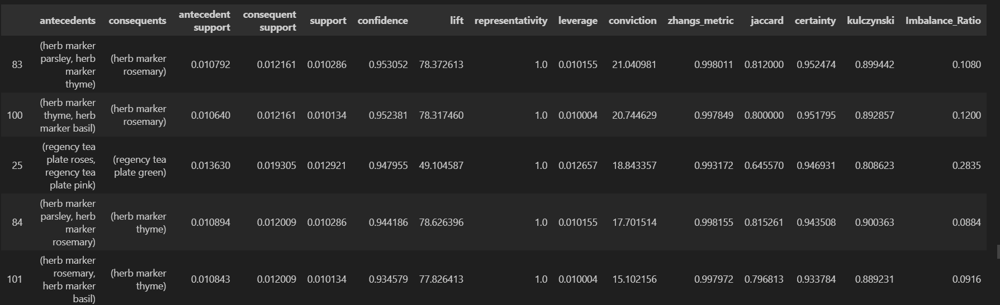 antecedents consequents antecedent support consequent support support confidence lift representativity leverage conviction zhangs_metric jaccard certainty kulczynski Imbalance_Ratio
83 (herb marker parsley, herb marker thyme) (herb marker rosemary) 0.010792 0.012161 0.010286 0.953052 78.372613 1.0 0.010155 21.040981 0.998011 0.812000 0.952474 0.899442 0.1080
100 (herb marker thyme, herb marker basil) (herb marker rosemary) 0.010640 0.012161 0.010134 0.952381 78.317460 1.0 0.010004 20.744629 0.997849 0.800000 0.951795 0.892857 0.1200
25 (regency tea plate roses, regency tea plate pink) (regency tea plate green) 0.013630 0.019305 0.012921 0.947955 49.104587 1.0 0.012657 18.843357 0.993172 0.645570 0.946931 0.808623 0.2835
84 (herb marker parsley, herb marker rosemary) (herb marker thyme) 0.010894 0.012009 0.010286 0.944186 78.626396 1.0 0.010155 17.701514 0.998155 0.815261 0.943508 0.900363 0.0884
101 (herb marker rosemary, herb marker basil) (herb marker thyme) 0.010843 0.012009 0.010134 0.934579 77.826413 1.0 0.010004 15.102156 0.997972 0.796813 0.933784 0.889231 0.0916